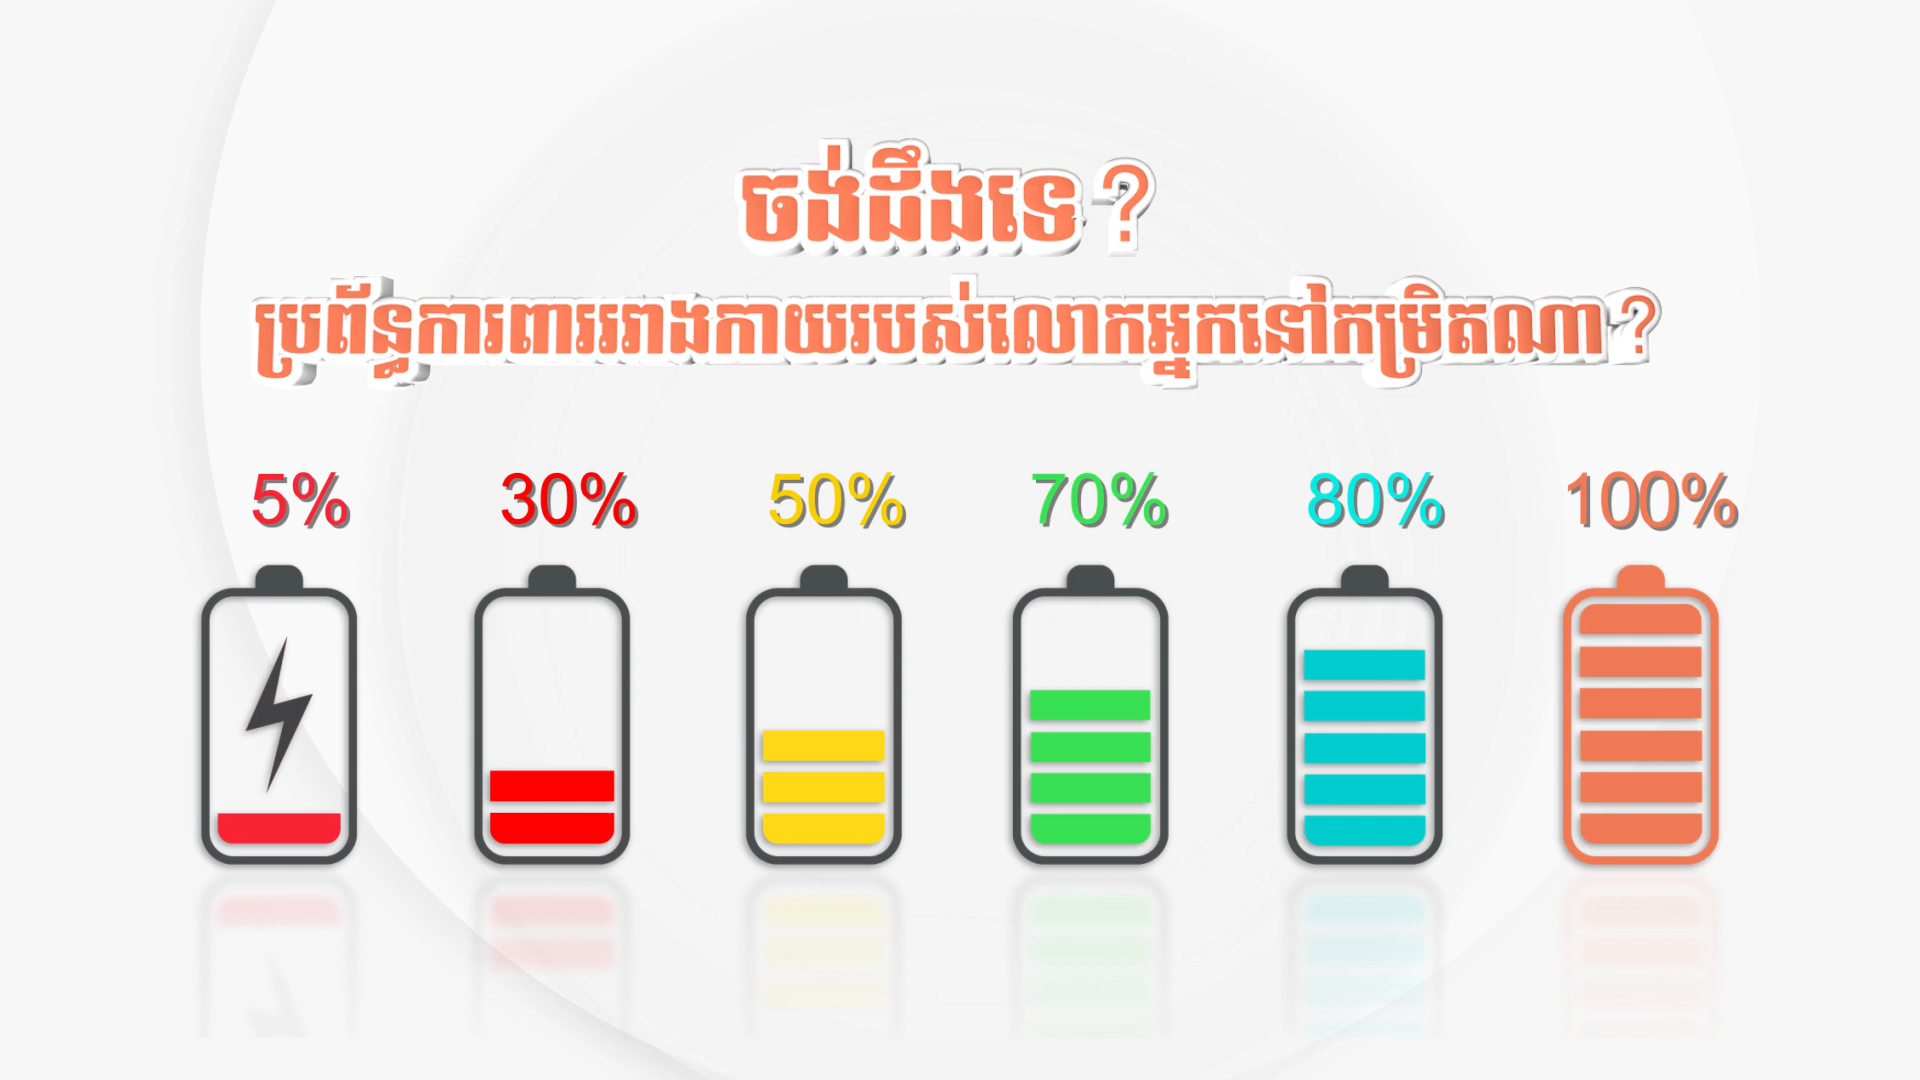 ចង់ដឹងទេ ?
ប្រព័ន្ធការពាររាងកាយរបស់លោកអ្នកនៅកម្រិតណា ?
5% 30% 50% 70% 80% 100%